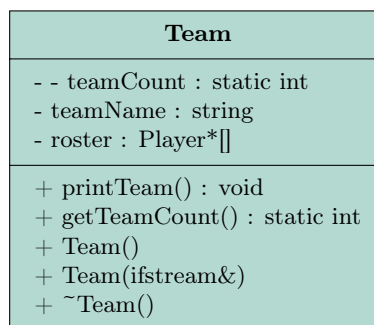 Team
- - teamCount : static int
- teamName : string
- roster : Player*[]
+ printTeam() : void
+ getTeamCount() : static int
+ Team()
+ Team(ifstream&)
+ ~Team()